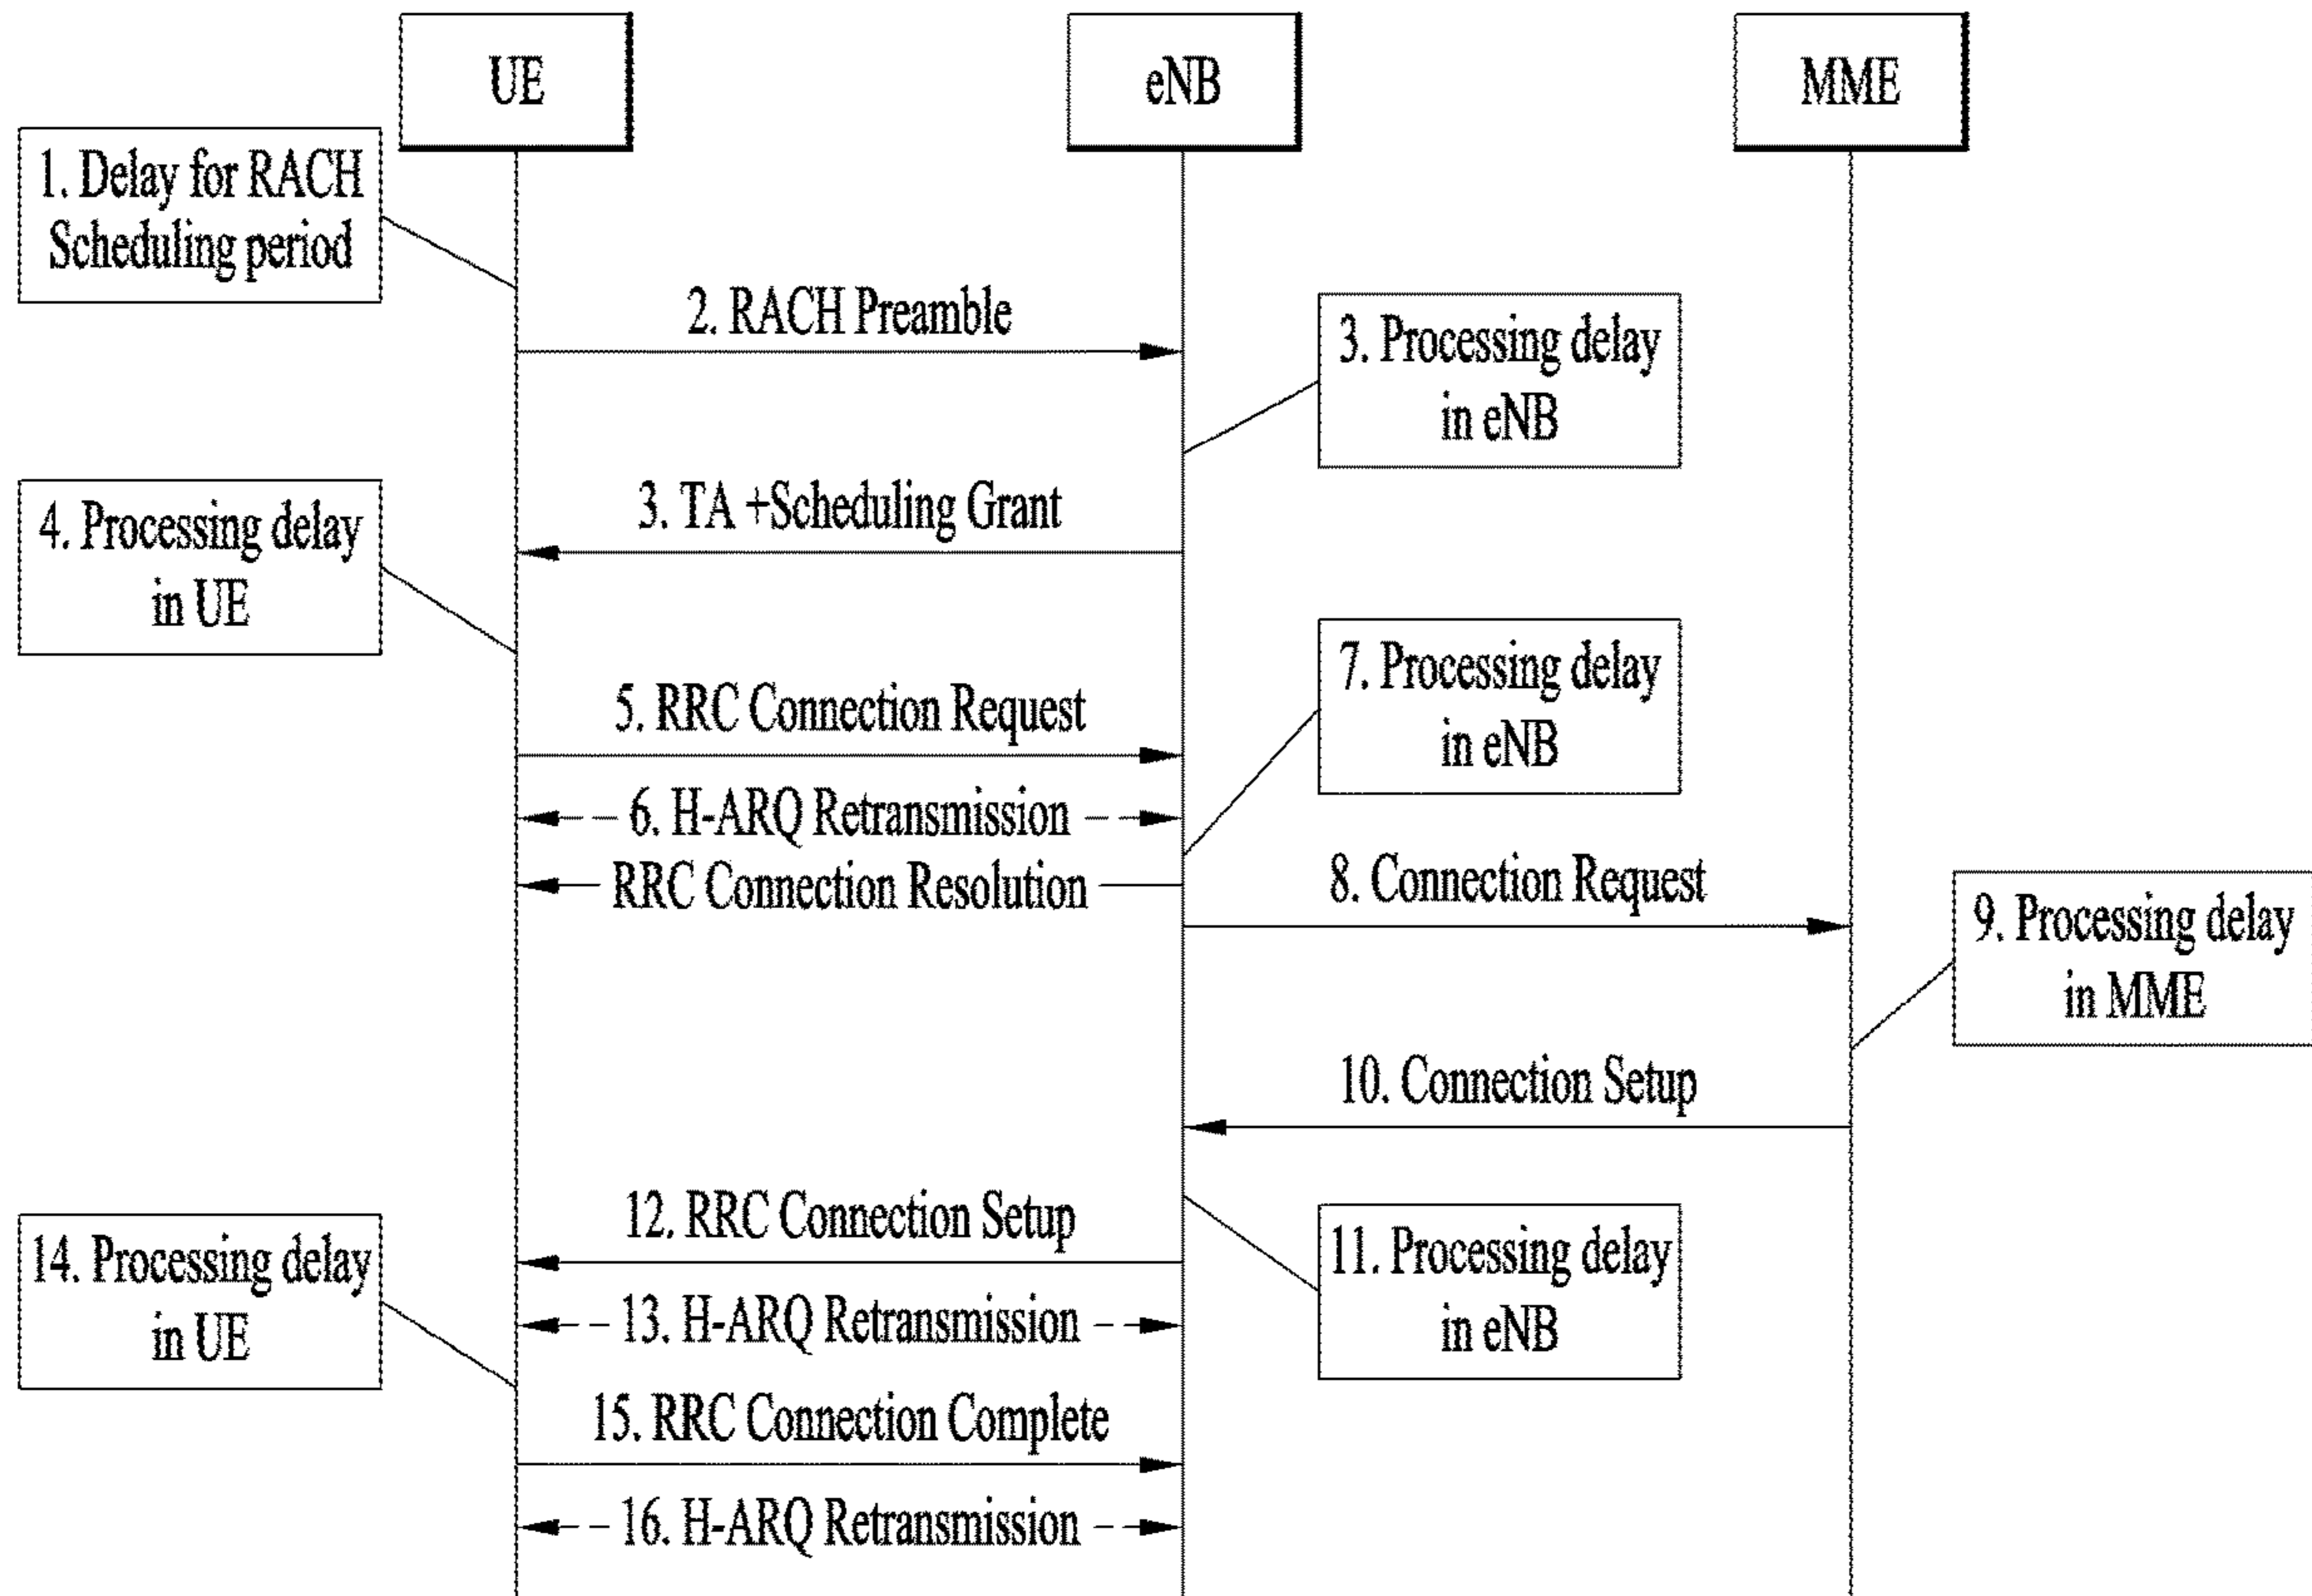 UE
eNB
MME
1. Delay for RACH
Scheduling period
2. RACH Preamble
3. Processing delay
in eNB
3. TA +Scheduling Grant
4. Processing delay
in UE
5. RRC Connection Request
7. Processing delay
in eNB
6. H-ARQ Retransmission
RRC Connection Resolution
8. Connection Request
9. Processing delay
in MME
10. Connection Setup
12. RRC Connection Setup
11. Processing delay
in eNB
14. Processing delay
in UE
13. H-ARQ Retransmission
15. RRC Connection Complete
16. H-ARQ Retransmission